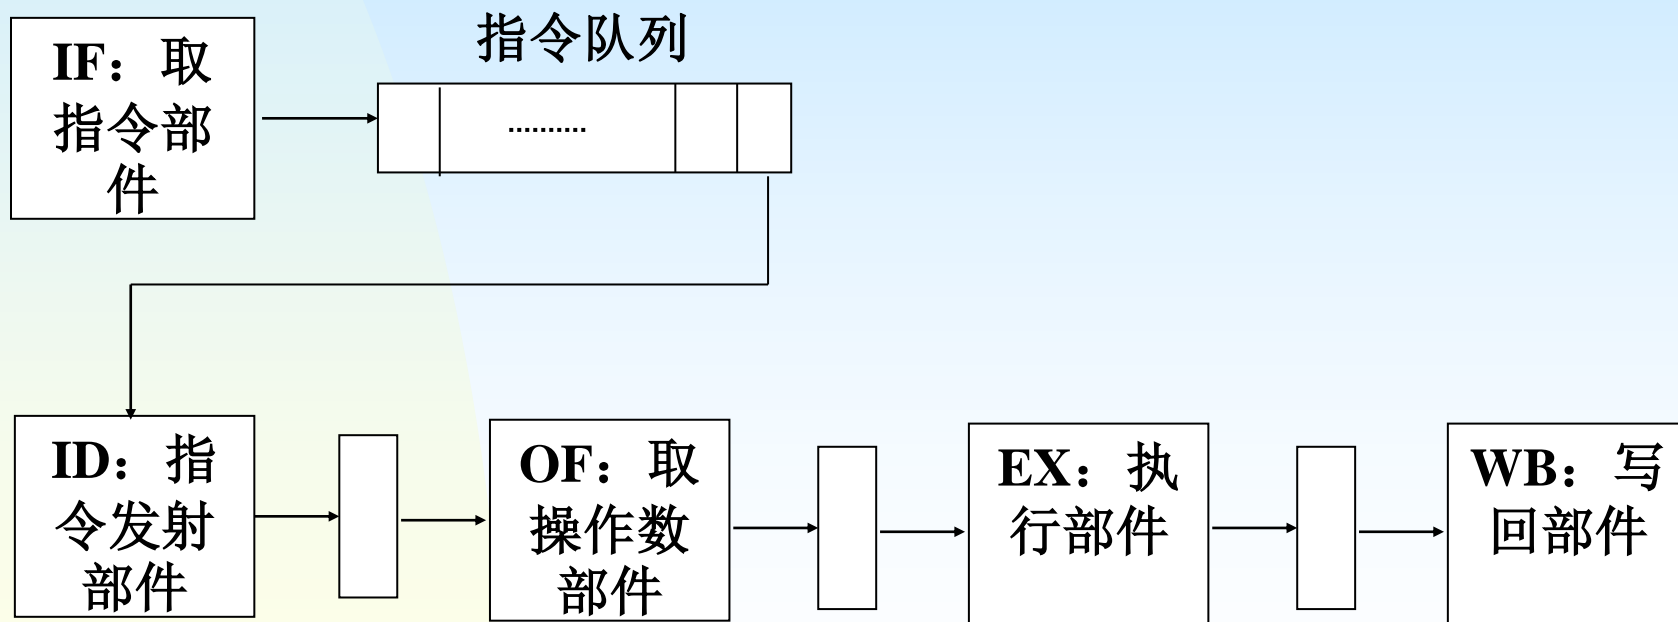 IF：取
指令部
件
指令队列
..........
ID：指
令发射
部件
OF：取
操作数
部件
EX：执
行部件
WB：写
回部件